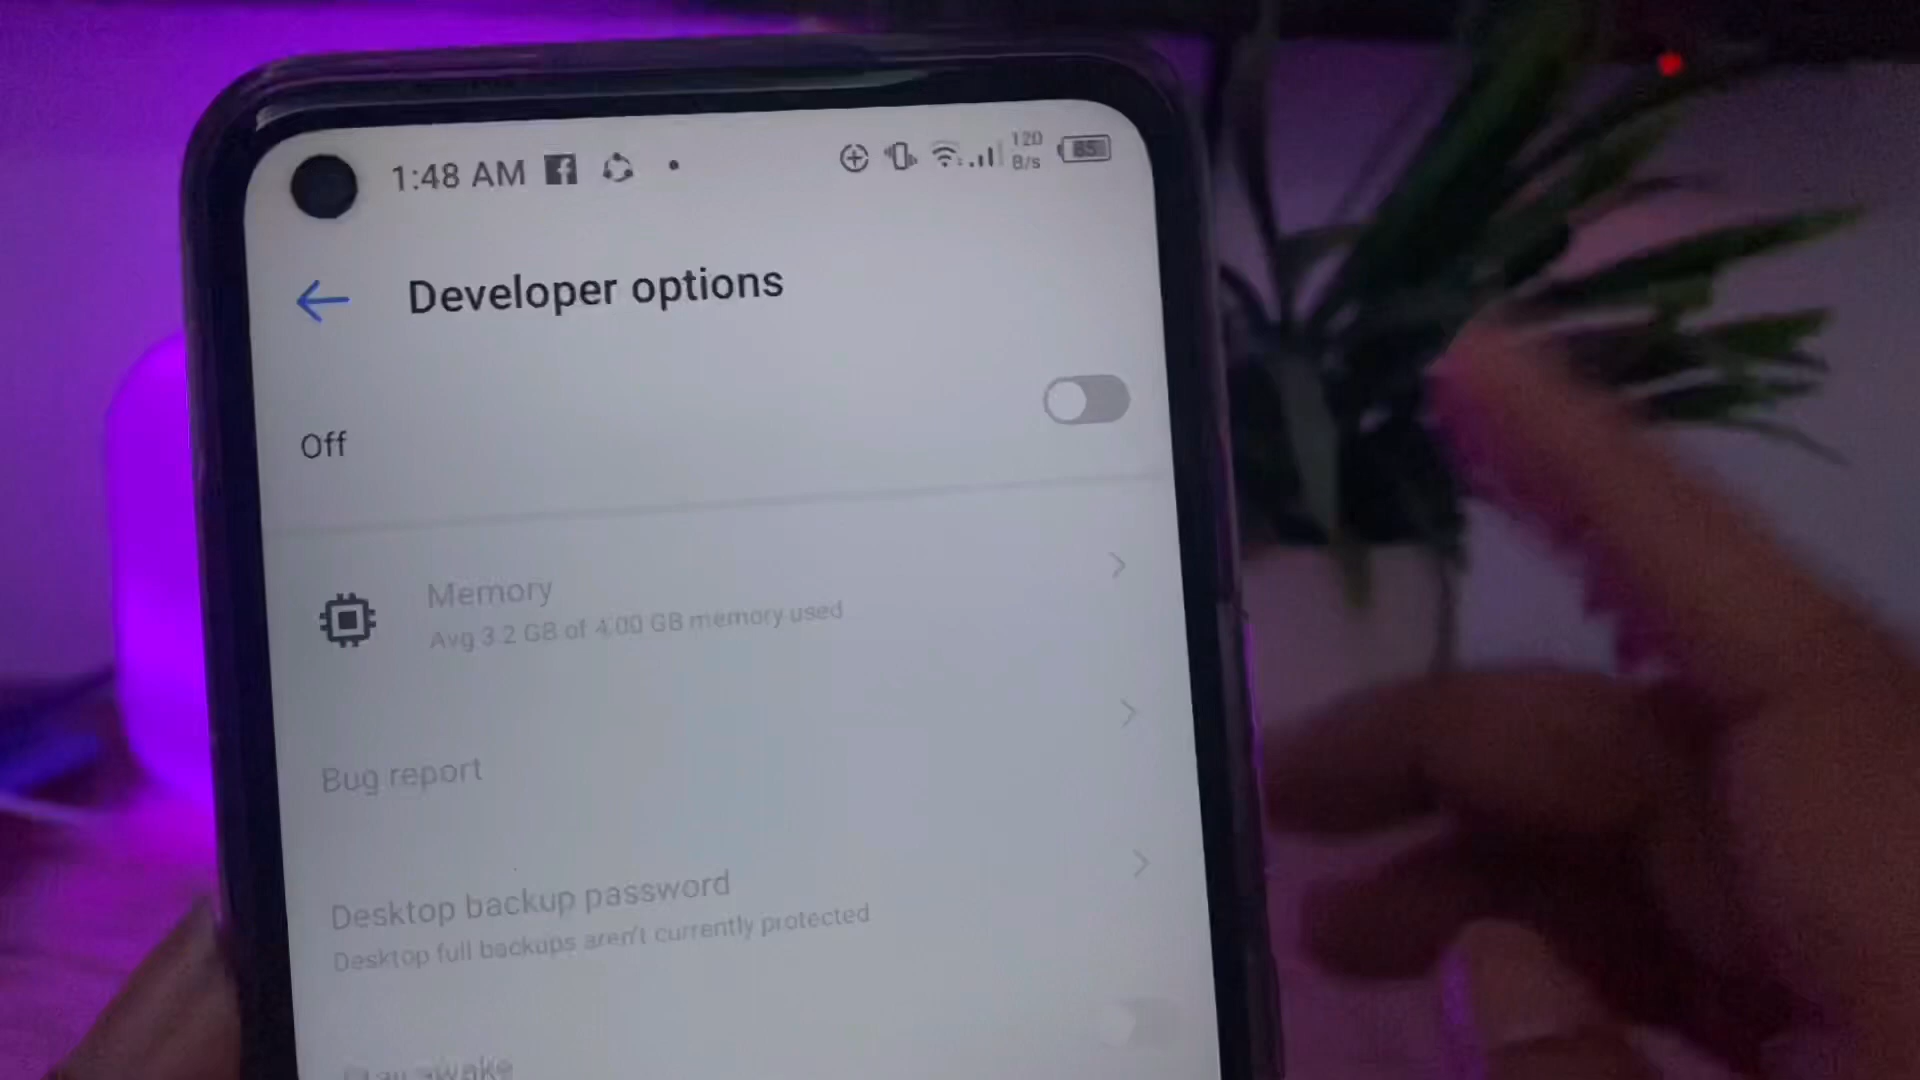 1:48 AM
120
B/s
85
Developer options
Off
Memory
Avg 3.2 GB of 4.00 GB memory used
Bug report
Desktop backup password
Desktop full backups aren't currently protected